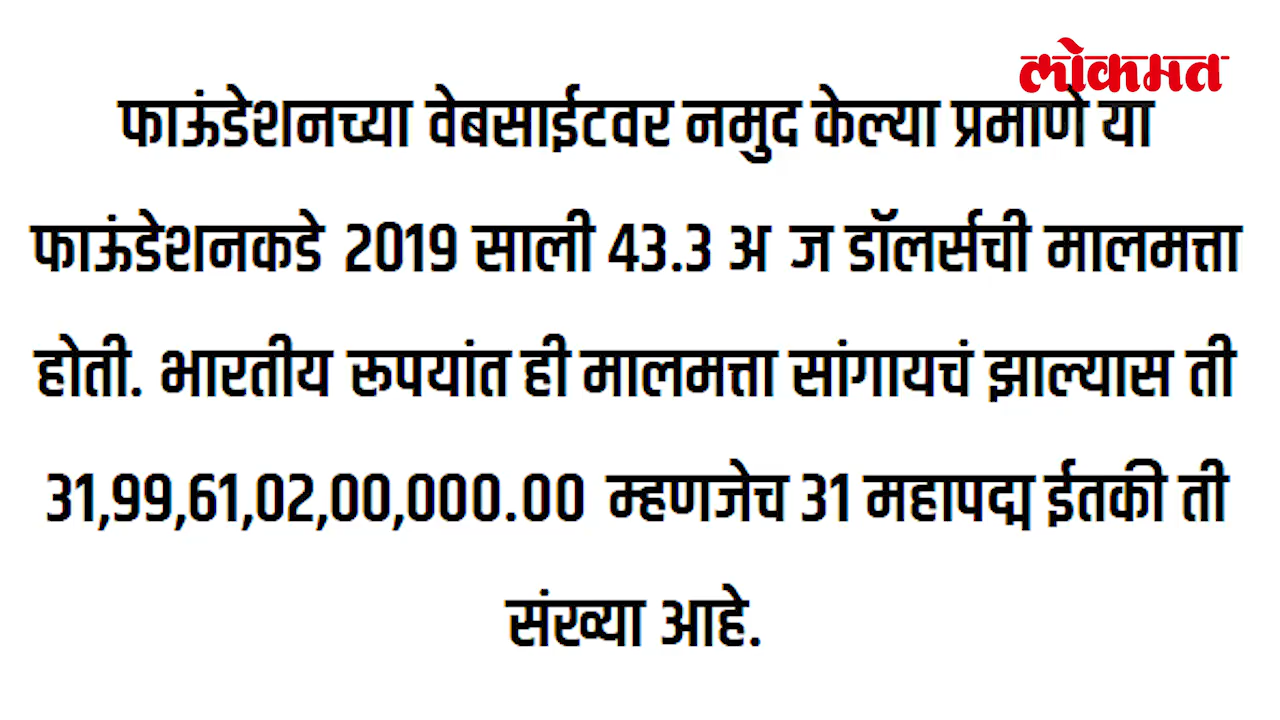 लोकमत
फाऊंडेशनच्या वेबसाईटवर नमुद केल्या प्रमाणे या
फाऊंडेशनकडे 2019 साली 43.3 अ ज डॉलर्सची मालमत्ता
होती. भारतीय रुपयांत ही मालमत्ता सांगायचं झाल्यास ती
31,99,61,02,00,000.00 म्हणजेच 31 महापद्म ईतकी ती
संख्या आहे.